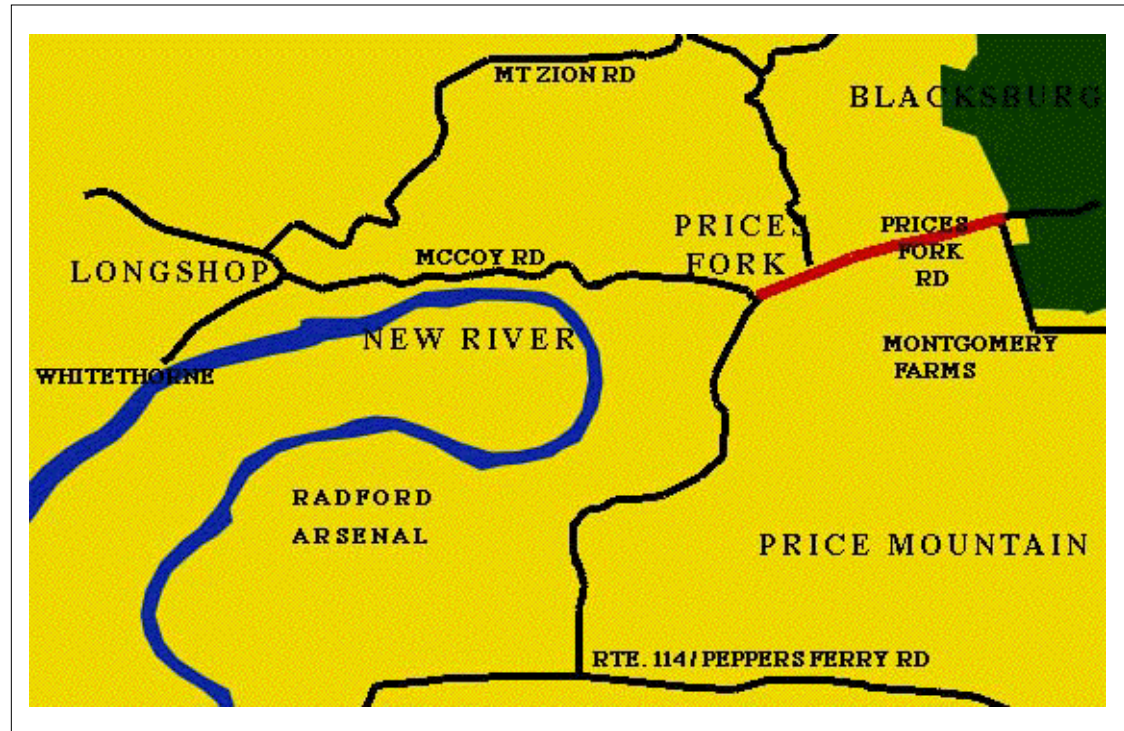 MT ZION RD
BLACKSBURG
PRICES
FORK
PRICES
FORK
RD
MCCOY RD
LONGSHOP
NEW RIVER
MONTGOMERY
FARMS
WHITETHORNE
RADFORD
ARSENAL
PRICE MOUNTAIN
RTE. 114 / PEPPERS FERRY RD